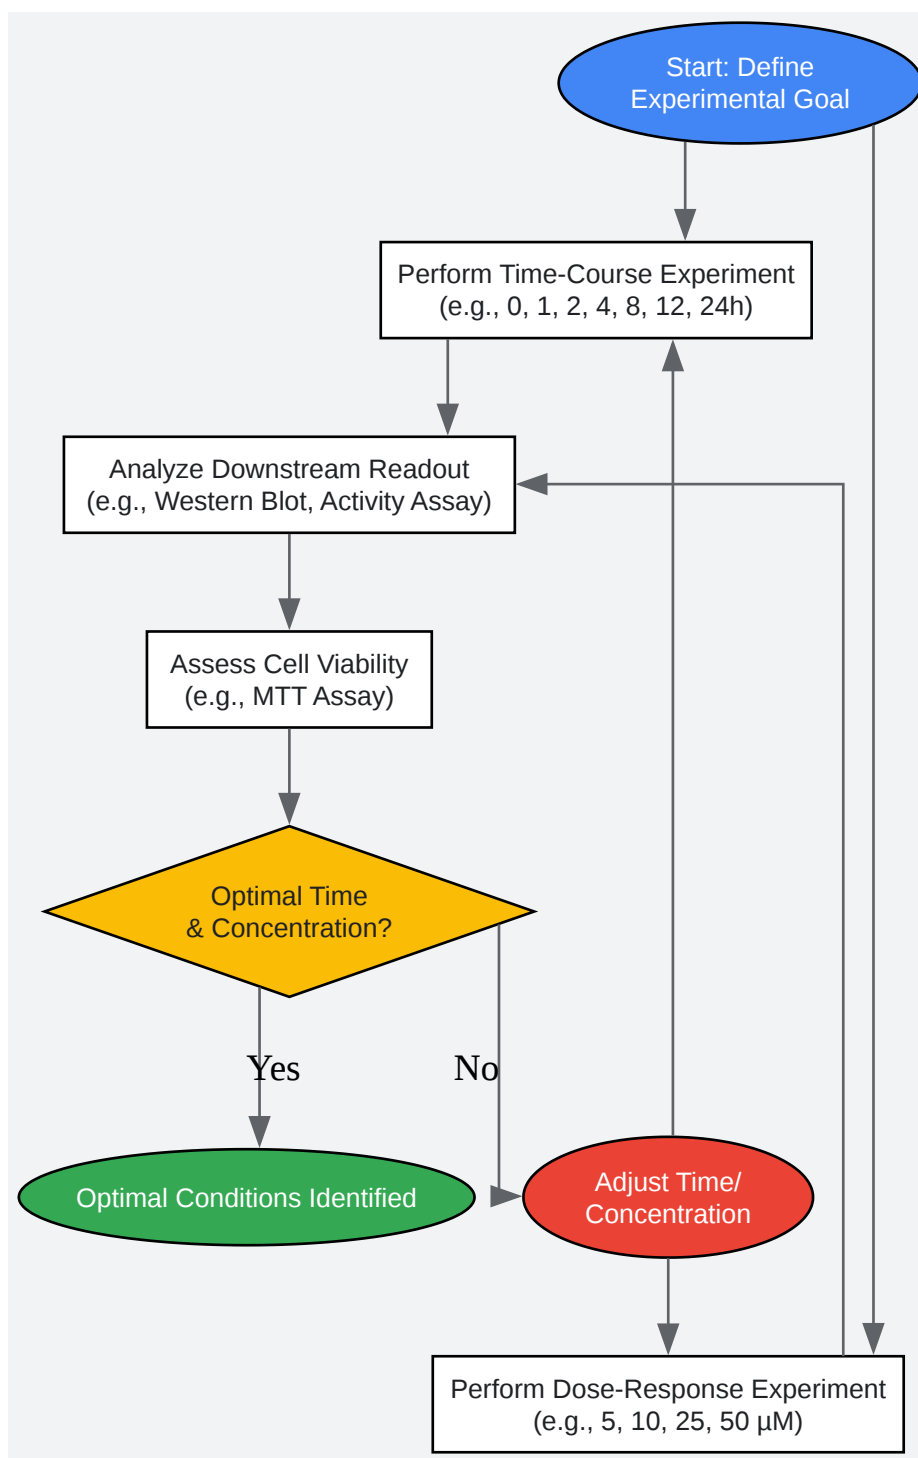 Start: Define
Experimental Goal
Perform Time-Course Experiment
(e.g., 0, 1, 2, 4, 8, 12, 24h)
Analyze Downstream Readout
(e.g., Western Blot, Activity Assay)
Assess Cell Viability
(e.g., MTT Assay)
Optimal Time
& Concentration?
Yes
No
Optimal Conditions Identified
Adjust Time/
Concentration
Perform Dose-Response Experiment
(e.g., 5, 10, 25, 50 µM)